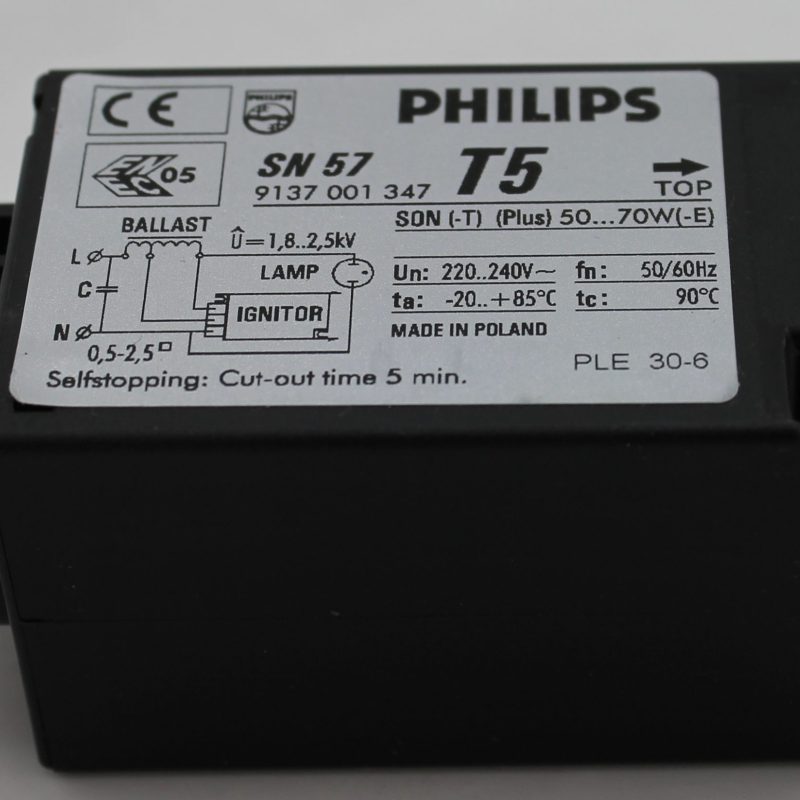 CE
PHILIPS
PHILIPS
ENEC 05
SN 57
T5
TOP
9137 001 347
SON (-T) (Plus) 50...70W(-E)
BALLAST
Û=1,8..2,5kV
L
LAMP
C
IGNITOR
N
0,5-2,5□
Un: 220..240V~ fn: 50/60Hz
ta: -20..+85°C tc: 90°C
MADE IN POLAND
PLE 30-6
Selfstopping: Cut-out time 5 min.